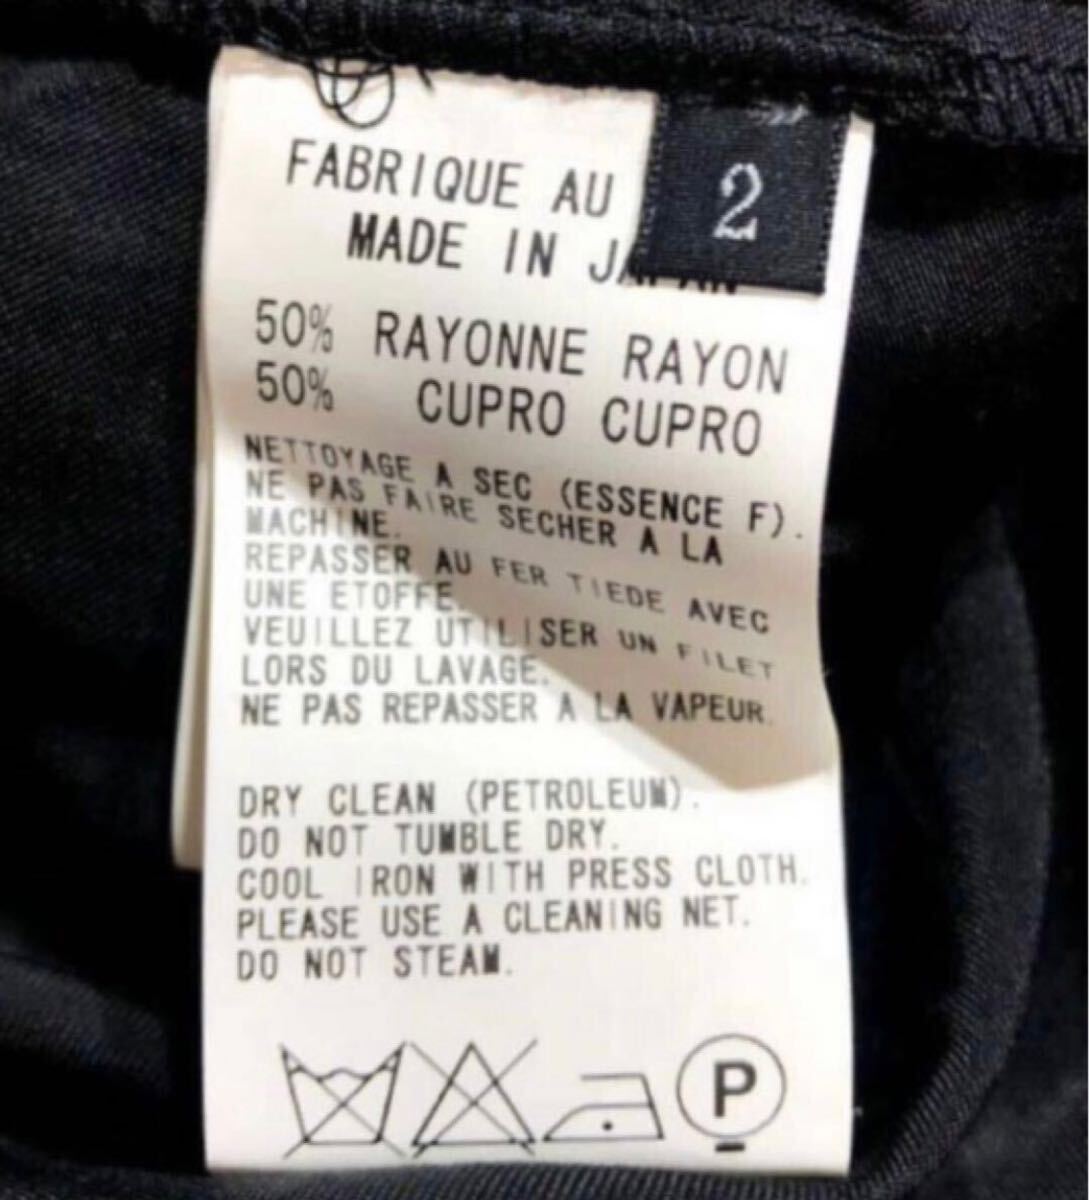 FABRIQUE AU
2
MADE IN JAPAN
50% RAYONNE RAYON
50% CUPRO CUPRO
NETTOYAGE A SEC (ESSENCE F).
NE PAS FAIRE SECHER A LA
MACHINE.
REPASSER AU FER TIEDE AVEC
UNE ETOFFE.
VEUILLEZ UTILISER UN FILET
LORS DU LAVAGE.
NE PAS REPASSER A LA VAPEUR.
DRY CLEAN (PETROLEUM).
DO NOT TUMBLE DRY.
COOL IRON WITH PRESS CLOTH.
PLEASE USE A CLEANING NET.
DO NOT STEAM.
P